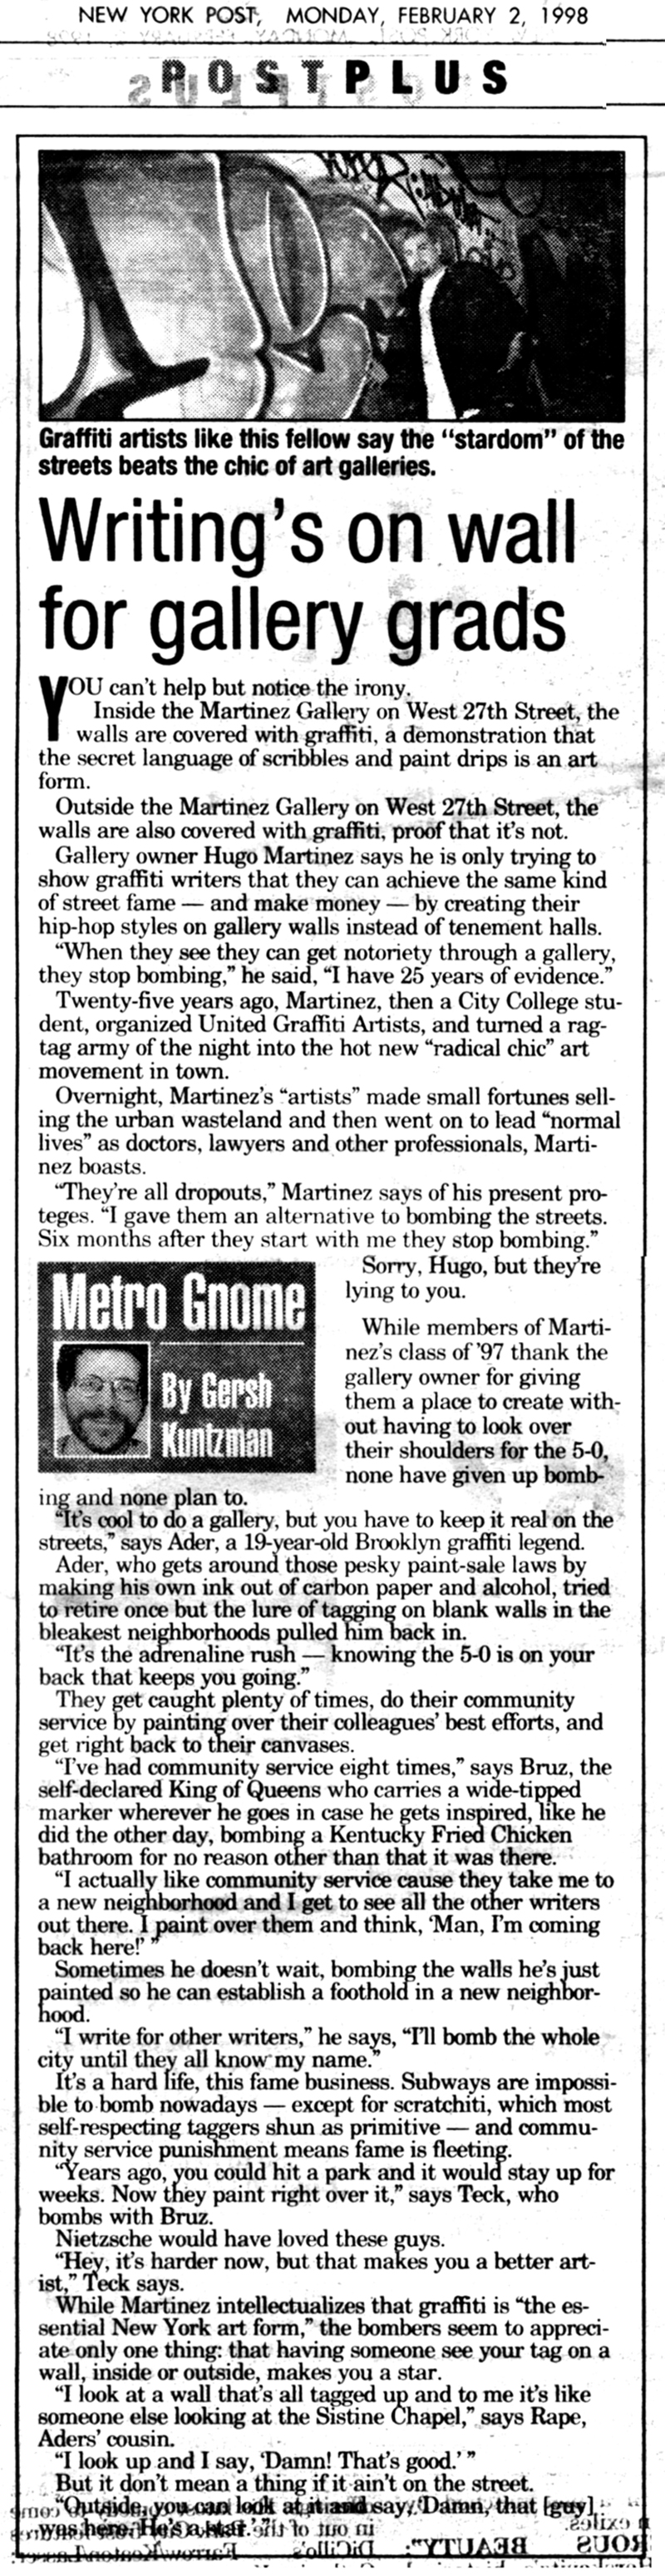 NEW YORK POST, MONDAY, FEBRUARY 2, 1998
POSTPLUS
Graffiti artists like this fellow say the “stardom” of the
streets beats the chic of art galleries.
Writing's on wall
for gallery grads
YOU can't help but notice the irony.
Inside the Martinez Gallery on West 27th Street, the
walls are covered with graffiti, a demonstration that
the secret language of scribbles and paint drips is an art
form.
Outside the Martinez Gallery on West 27th Street, the
walls are also covered with graffiti, proof that it's not.
Gallery owner Hugo Martinez says he is only trying to
show graffiti writers that they can achieve the same kind
of street fame — and make money — by creating their
hip-hop styles on gallery walls instead of tenement halls.
“When they see they can get notoriety through a gallery,
they stop bombing,” he said, “I have 25 years of evidence.”
Twenty-five years ago, Martinez, then a City College stu-
dent, organized United Graffiti Artists, and turned a rag-
tag army of the night into the hot new “radical chic” art
movement in town.
Overnight, Martinez's “artists” made small fortunes sell-
ing the urban wasteland and then went on to lead “normal
lives” as doctors, lawyers and other professionals, Marti-
nez boasts.
“They're all dropouts,” Martinez says of his present pro-
teges. “I gave them an alternative to bombing the streets.
Six months after they start with me they stop bombing.”
Sorry, Hugo, but they're
lying to you.
Metro Gnome
By Gersh
Kuntzman
While members of Marti-
nez's class of '97 thank the
gallery owner for giving
them a place to create with-
out having to look over
their shoulders for the 5-0,
none have given up bomb-
ing and none plan to.
“It's cool to do a gallery, but you have to keep it real on the
streets,” says Ader, a 19-year-old Brooklyn graffiti legend.
Ader, who gets around those pesky paint-sale laws by
making his own ink out of carbon paper and alcohol, tried
to retire once but the lure of tagging on blank walls in the
bleakest neighborhoods pulled him back in.
“It's the adrenaline rush — knowing the 5-0 is on your
back that keeps you going.”
They get caught plenty of times, do their community
service by painting over their colleagues' best efforts, and
get right back to their canvases.
“I've had community service eight times,” says Bruz, the
self-declared King of Queens who carries a wide-tipped
marker wherever he goes in case he gets inspired, like he
did the other day, bombing a Kentucky Fried Chicken
bathroom for no reason other than that it was there.
“I actually like community service cause they take me to
a new neighborhood and I get to see all the other writers
out there. I paint over them and think, ‘Man, I'm coming
back here!’ ”
Sometimes he doesn't wait, bombing the walls he's just
painted so he can establish a foothold in a new neighbor-
hood.
“I write for other writers,” he says, “I'll bomb the whole
city until they all know my name.”
It's a hard life, this fame business. Subways are impossi-
ble to bomb nowadays — except for scratchiti, which most
self-respecting taggers shun as primitive — and commu-
nity service punishment means fame is fleeting.
“Years ago, you could hit a park and it would stay up for
weeks. Now they paint right over it,” says Teck, who
bombs with Bruz.
Nietzsche would have loved these guys.
“Hey, it's harder now, but that makes you a better art-
ist,” Teck says.
While Martinez intellectualizes that graffiti is “the es-
sential New York art form,” the bombers seem to appreci-
ate only one thing: that having someone see your tag on a
wall, inside or outside, makes you a star.
“I look at a wall that's all tagged up and to me it's like
someone else looking at the Sistine Chapel,” says Rape,
Aders' cousin.
“I look up and I say, ‘Damn! That's good.’ ”
But it don't mean a thing if it ain't on the street.
“Outside, you can look at it and say, ‘Damn, that [guy]
was here. He's a star.’ ”